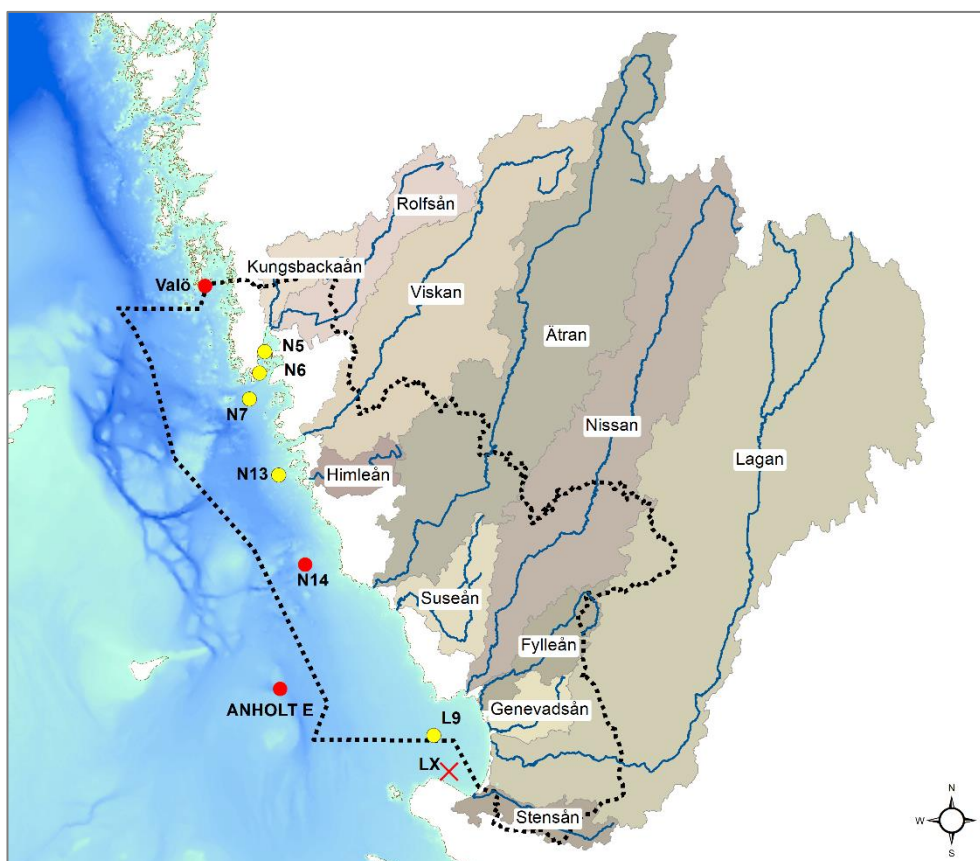 Rolfsån
Kungsbackaån
Valö
Viskan
Ätran
N5
N6
N7
Nissan
Lagan
N13
Himleån
N14
Suseån
Fylleån
ANHOLT E
Genevadsån
L9
LX
Stensån
N
W
E
S